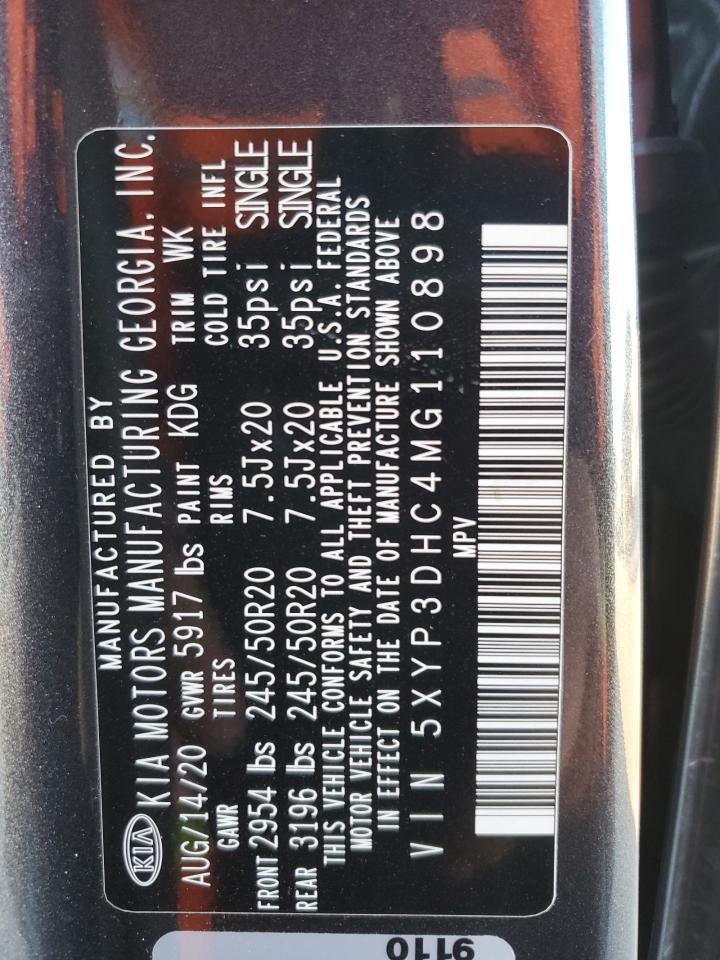 MANUFACTURED BY
KIA KIA MOTORS MANUFACTURING GEORGIA, INC.
AUG/14/20 GVWR 5917 lbs PAINT KDG TRIM WK
GAWR TIRES RIMS COLD TIRE INFL
FRONT 2954 lbs 245/50R20 7.5Jx20 35psi SINGLE
REAR 3196 lbs 245/50R20 7.5Jx20 35psi SINGLE
THIS VEHICLE CONFORMS TO ALL APPLICABLE U.S.A. FEDERAL
MOTOR VEHICLE SAFETY AND THEFT PREVENTION STANDARDS
IN EFFECT ON THE DATE OF MANUFACTURE SHOWN ABOVE
VIN 5XYP3DHC4MG110898
MPV
9110